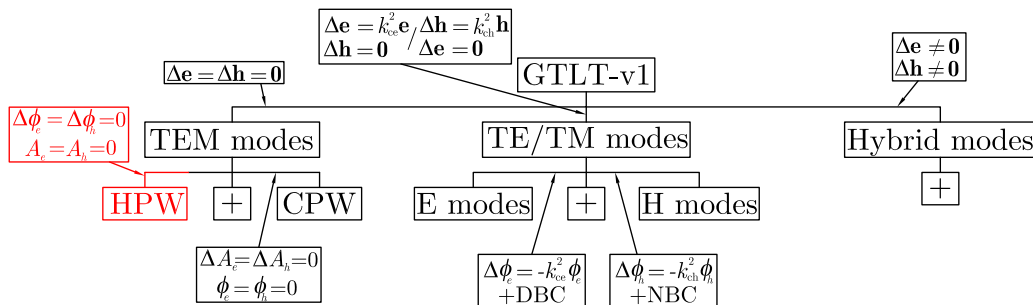 Δe = k²ce e / Δh = k²ch h
Δh = 0 / Δe = 0
Δe ≠ 0
Δh ≠ 0
GTLT-v1
Δe = Δh = 0
Δϕe = Δϕh = 0
Ae = Ah = 0
TEM modes
TE/TM modes
Hybrid modes
HPW
+
CPW
E modes
+
H modes
+
ΔAe = ΔAh = 0
ϕe = ϕh = 0
Δϕe = -k²ce ϕe
+DBC
Δϕh = -k²ch ϕh
+NBC